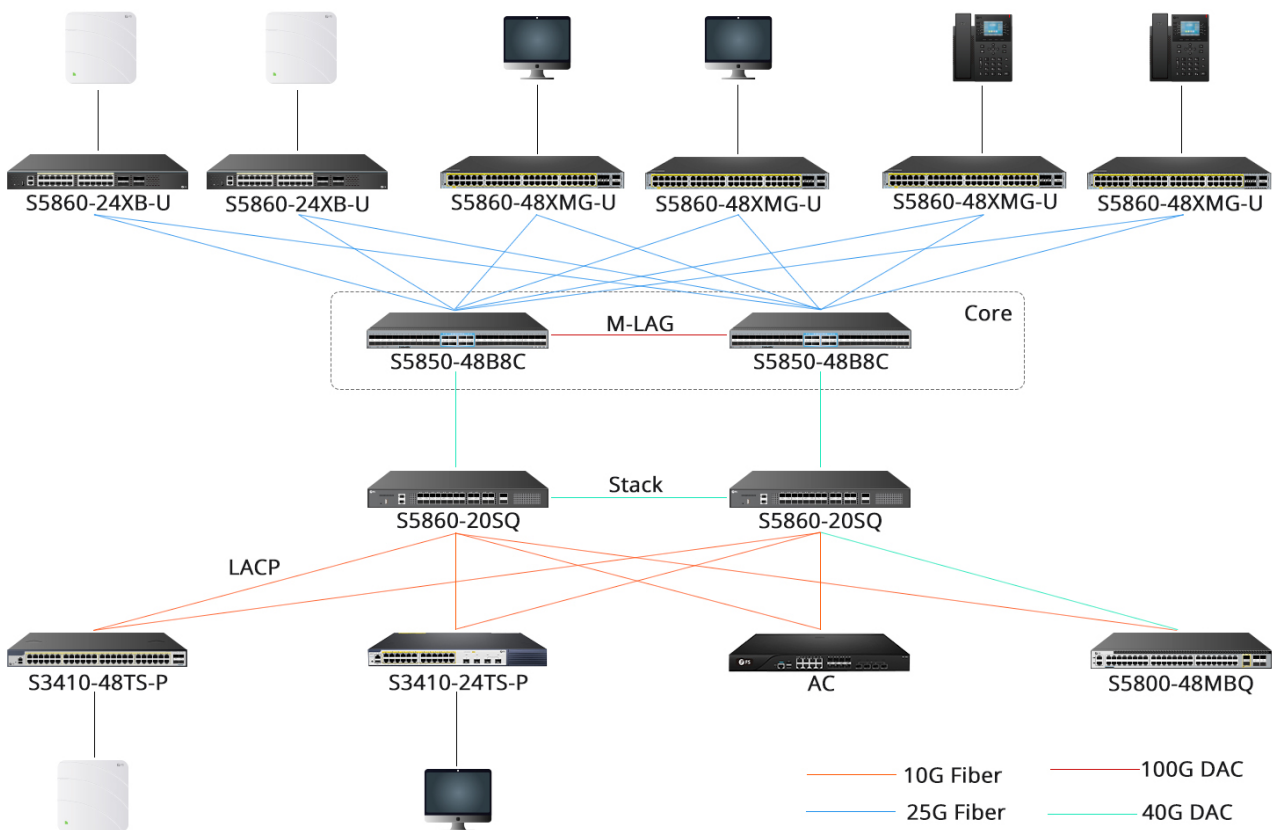 S5860-24XB-U
S5860-24XB-U
S5860-48XMG-U
S5860-48XMG-U
S5860-48XMG-U
S5860-48XMG-U
Core
M-LAG
S5850-48B8C
S5850-48B8C
Stack
S5860-20SQ
S5860-20SQ
LACP
S3410-48TS-P
S3410-24TS-P
FS
AC
S5800-48MBQ
10G Fiber
100G DAC
25G Fiber
40G DAC